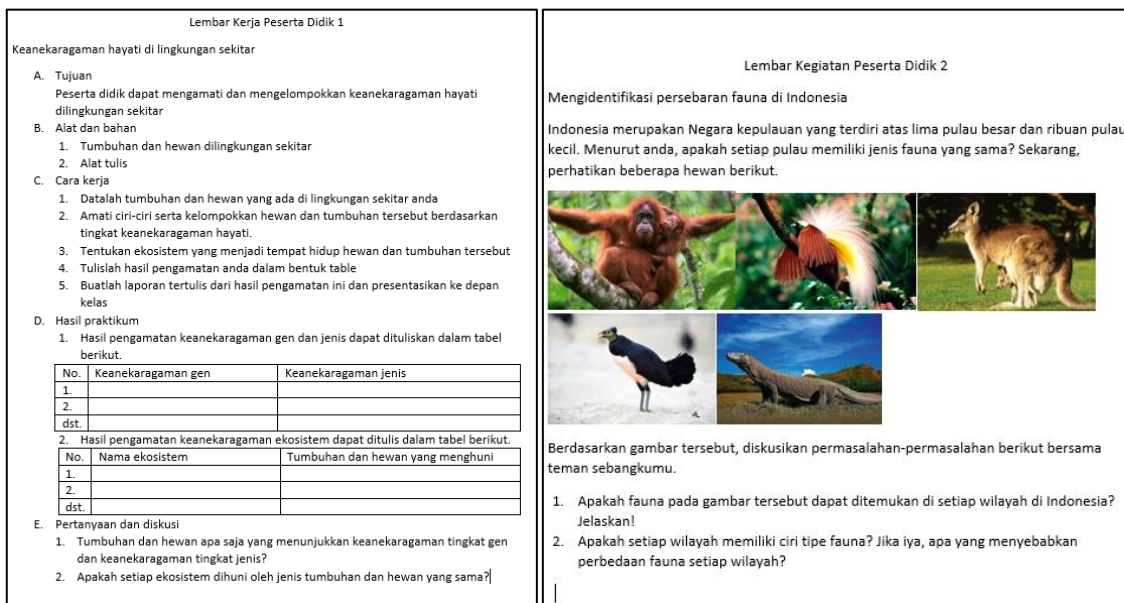 Lembar Kerja Peserta Didik 1
Keanekaragaman hayati di lingkungan sekitar
A. Tujuan
Peserta didik dapat mengamati dan mengelompokkan keanekaragaman hayati
dilingkungan sekitar
B. Alat dan bahan
1. Tumbuhan dan hewan dilingkungan sekitar
2. Alat tulis
C. Cara kerja
1. Datalah tumbuhan dan hewan yang ada di lingkungan sekitar anda
2. Amati ciri-ciri serta kelompokkan hewan dan tumbuhan tersebut berdasarkan
tingkat keanekaragaman hayati.
3. Tentukan ekosistem yang menjadi tempat hidup hewan dan tumbuhan tersebut
4. Tulislah hasil pengamatan anda dalam bentuk table
5. Buatlah laporan tertulis dari hasil pengamatan ini dan presentasikan ke depan
kelas
D. Hasil praktikum
1. Hasil pengamatan keanekaragaman gen dan jenis dapat dituliskan dalam tabel
berikut.
No. Keanekaragaman gen Keanekaragaman jenis
1.
2.
dst.
2. Hasil pengamatan keanekaragaman ekosistem dapat ditulis dalam tabel berikut.
No. Nama ekosistem Tumbuhan dan hewan yang menghuni
1.
2.
dst.
E. Pertanyaan dan diskusi
1. Tumbuhan dan hewan apa saja yang menunjukkan keanekaragaman tingkat gen
dan keanekaragaman tingkat jenis?
2. Apakah setiap ekosistem dihuni oleh jenis tumbuhan dan hewan yang sama?
Lembar Kegiatan Peserta Didik 2
Mengidentifikasi persebaran fauna di Indonesia
Indonesia merupakan Negara kepulauan yang terdiri atas lima pulau besar dan ribuan pulau
kecil. Menurut anda, apakah setiap pulau memiliki jenis fauna yang sama? Sekarang,
perhatikan beberapa hewan berikut.
Berdasarkan gambar tersebut, diskusikan permasalahan-permasalahan berikut bersama
teman sebangkumu.
1. Apakah fauna pada gambar tersebut dapat ditemukan di setiap wilayah di Indonesia?
Jelaskan!
2. Apakah setiap wilayah memiliki ciri tipe fauna? Jika iya, apa yang menyebabkan
perbedaan fauna setiap wilayah?